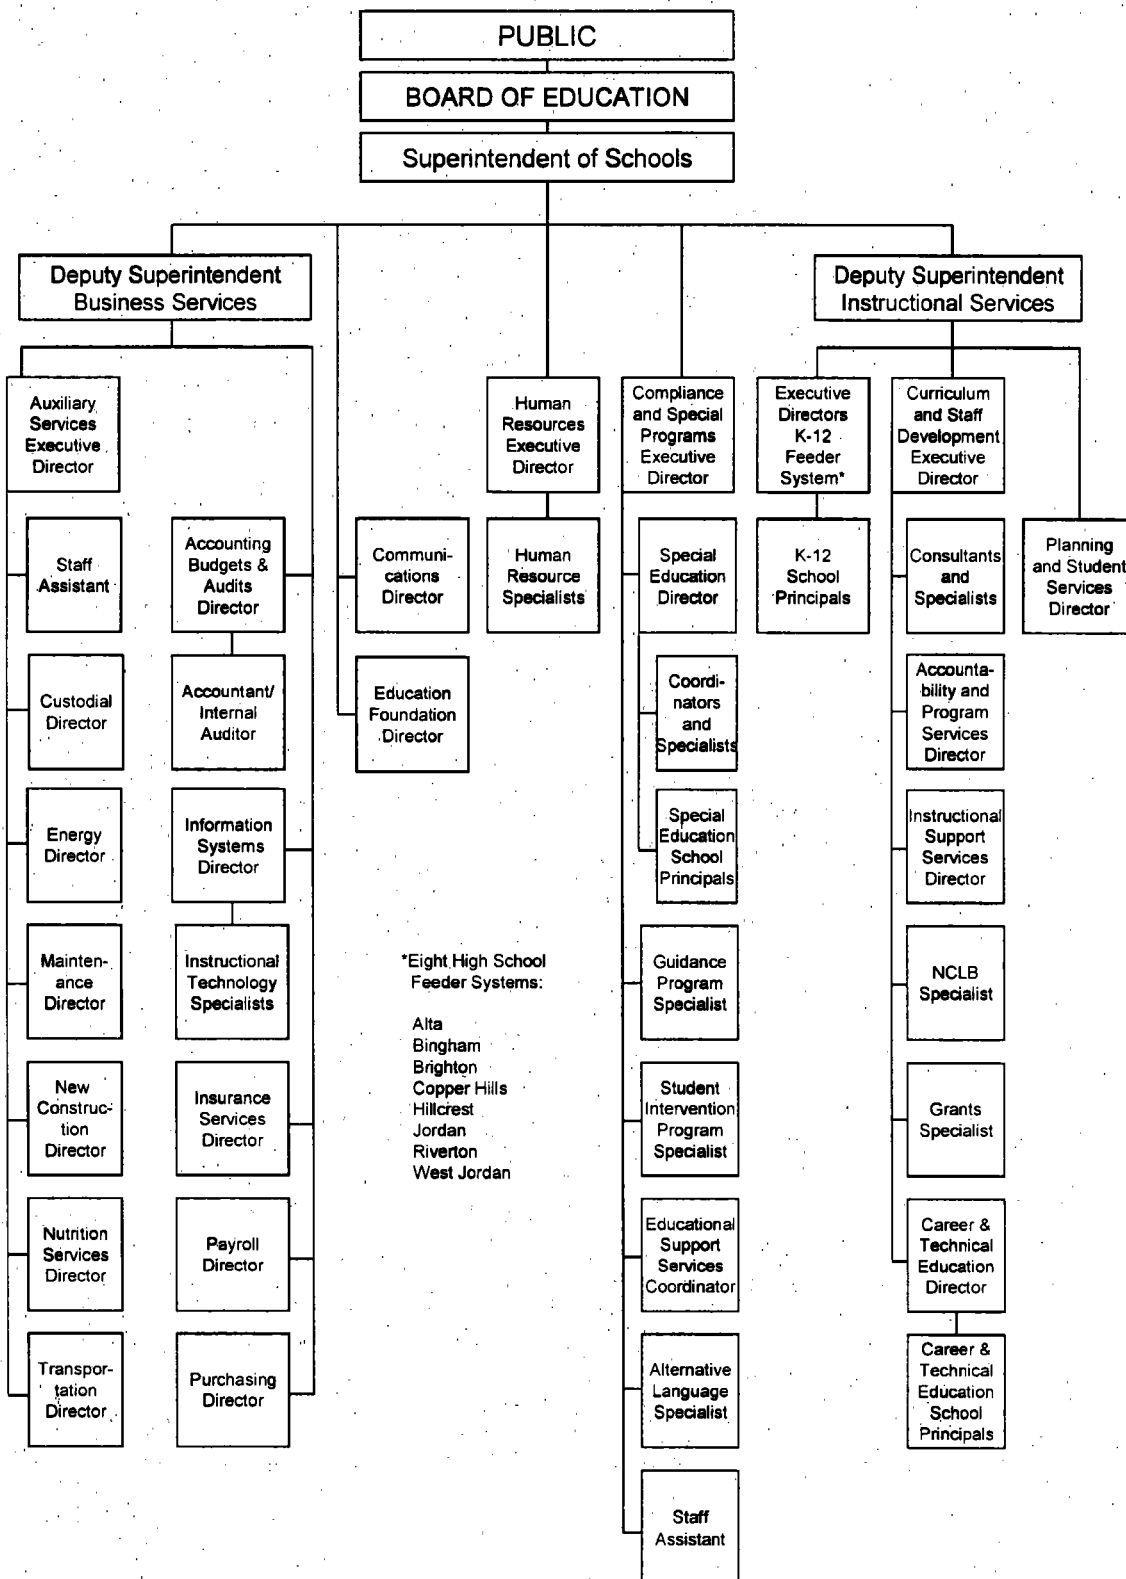 PUBLIC
BOARD OF EDUCATION
Superintendent of Schools
Deputy Superintendent
Business Services
Deputy Superintendent
Instructional Services
Auxiliary
Services
Executive
Director
Human
Resources
Executive
Director
Compliance
and Special
Programs
Executive
Director
Executive
Directors
K-12
Feeder
System*
Curriculum
and Staff
Development
Executive
Director
Staff
Assistant
Accounting
Budgets &
Audits
Director
Communi-
cations
Director
Human
Resource
Specialists
Special
Education
Director
K-12
School
Principals
Consultants
and
Specialists
Planning
and Student
Services
Director
Custodial
Director
Accountant/
Internal
Auditor
Education
Foundation
Director
Coordi-
nators
and
Specialists
Accounta-
bility and
Program
Services
Director
Energy
Director
Information
Systems
Director
Special
Education
School
Principals
Instructional
Support
Services
Director
Mainten-
ance
Director
Instructional
Technology
Specialists
*Eight High School
Feeder Systems:
Alta
Bingham
Brighton
Copper Hills
Hillcrest
Jordan
Riverton
West Jordan
Guidance
Program
Specialist
NCLB
Specialist
New
Construc-
tion
Director
Insurance
Services
Director
Student
Intervention
Program
Specialist
Grants
Specialist
Nutrition
Services
Director
Payroll
Director
Educational
Support
Services
Coordinator
Career &
Technical
Education
Director
Transpor-
tation
Director
Purchasing
Director
Alternative
Language
Specialist
Career &
Technical
Education
School
Principals
Staff
Assistant